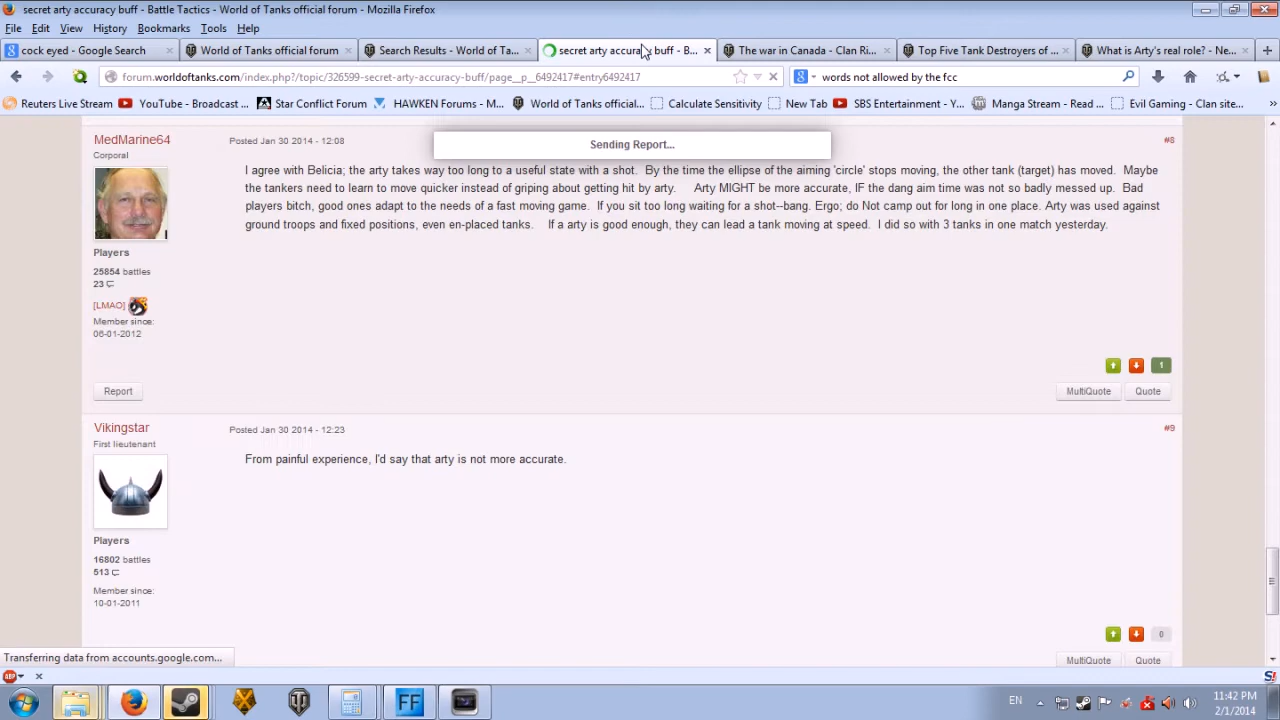 secret arty accuracy buff - Battle Tactics - World of Tanks official forum - Mozilla Firefox
File Edit View History Bookmarks Tools Help
cock eyed - Google Search
World of Tanks official forum
Search Results - World of Ta...
secret arty accuracy buff - B...
The war in Canada - Clan Ri...
Top Five Tank Destroyers of ...
What is Arty's real role? - Ne...
forum.worldoftanks.com/index.php?/topic/326599-secret-arty-accuracy-buff/page__p__6492417#entry6492417
words not allowed by the fcc
Reuters Live Stream
YouTube - Broadcast ...
Star Conflict Forum
HAWKEN Forums - M...
World of Tanks official...
Calculate Sensitivity
New Tab
SBS Entertainment - Y...
Manga Stream - Read ...
Evil Gaming - Clan site...
Sending Report...
MedMarine64
Corporal
Posted Jan 30 2014 - 12:08
#8
I agree with Belicia; the arty takes way too long to a useful state with a shot. By the time the ellipse of the aiming 'circle' stops moving, the other tank (target) has moved. Maybe
the tankers need to learn to move quicker instead of griping about getting hit by arty. Arty MIGHT be more accurate, IF the dang aim time was not so badly messed up. Bad
players bitch, good ones adapt to the needs of a fast moving game. If you sit too long waiting for a shot--bang. Ergo; do Not camp out for long in one place. Arty was used against
ground troops and fixed positions, even en-placed tanks. If a arty is good enough, they can lead a tank moving at speed. I did so with 3 tanks in one match yesterday.
Players
25854 battles
23
[LMAO]
Member since:
06-01-2012
1
Report
MultiQuote
Quote
Vikingstar
First lieutenant
Posted Jan 30 2014 - 12:23
#9
From painful experience, I'd say that arty is not more accurate.
Players
16802 battles
513
Member since:
10-01-2011
0
MultiQuote
Quote
Transferring data from accounts.google.com...
ABP
S!
FF
EN
11:42 PM
2/1/2014